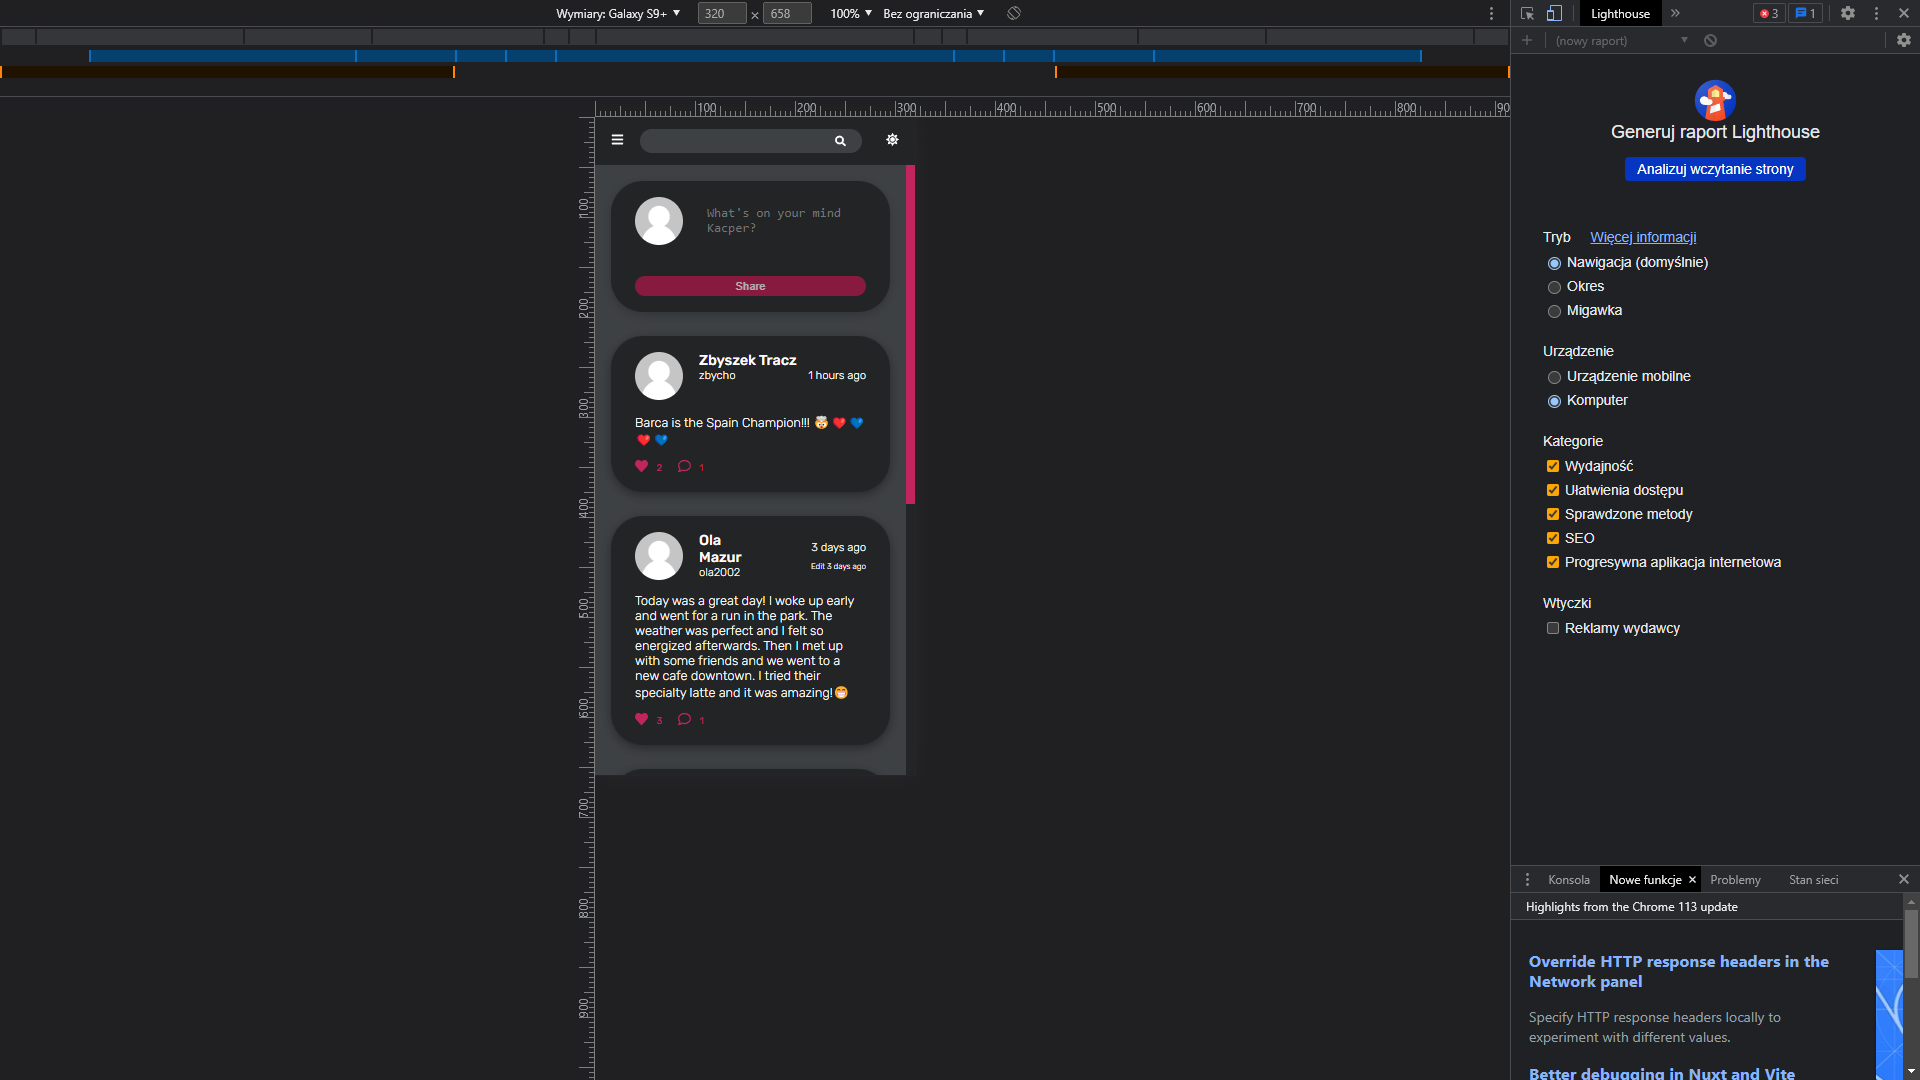 Wymiary: Galaxy S9+ 320 × 658 100% Bez ograniczania
Lighthouse 3 1
(nowy raport)
100 200 300 400 500 600 700 800 90
100
200
300
400
500
600
700
800
900
What's on your mind
Kacper?
Share
Zbyszek Tracz
zbycho 1 hours ago
Barca is the Spain Champion!!! 🤯 ❤️ 💙
❤️ 💙
2 1
Ola
Mazur
ola2002
3 days ago
Edit 3 days ago
Today was a great day! I woke up early
and went for a run in the park. The
weather was perfect and I felt so
energized afterwards. Then I met up
with some friends and we went to a
new cafe downtown. I tried their
specialty latte and it was amazing!😁
3 1
Generuj raport Lighthouse
Analizuj wczytanie strony
Tryb Więcej informacji
Nawigacja (domyślnie)
Okres
Migawka
Urządzenie
Urządzenie mobilne
Komputer
Kategorie
Wydajność
Ułatwienia dostępu
Sprawdzone metody
SEO
Progresywna aplikacja internetowa
Wtyczki
Reklamy wydawcy
Konsola Nowe funkcje Problemy Stan sieci
Highlights from the Chrome 113 update
Override HTTP response headers in the
Network panel
Specify HTTP response headers locally to
experiment with different values.
Better debugging in Nuxt and Vite